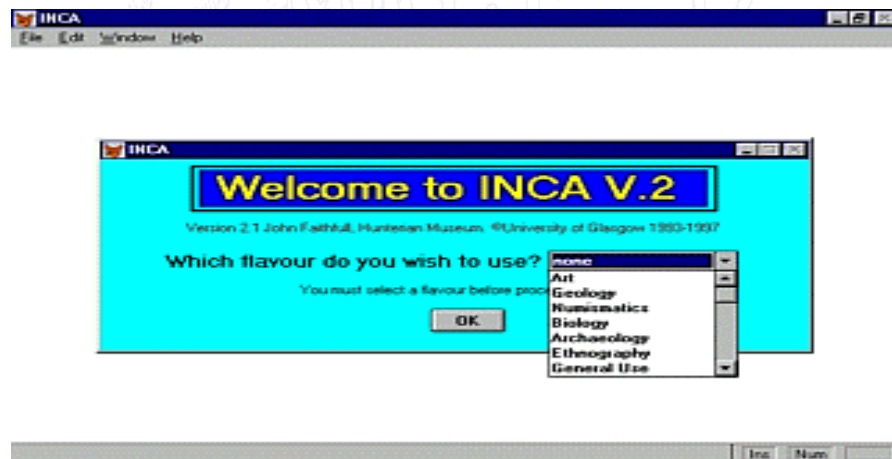 INCA
File Edit Window Help
INCA
Welcome to INCA V.2
Version 2.1 John Faithfull, Hunterian Museum. ©University of Glasgow 1993-1997
Which flavour do you wish to use? none
You must select a flavour before proc
Art
Geology
Numismatics
Biology
Archaeology
Ethnography
General Use
OK
Ins Num